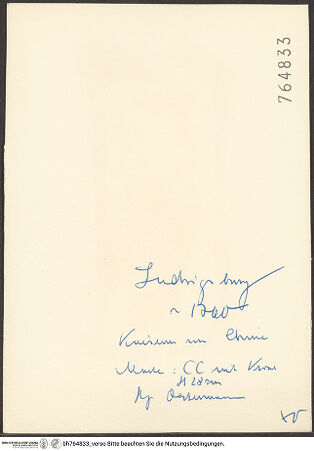 764833
Ludwigsburg
~ 1760
Kaiserin von China
Marke: CC mit Krone
H 28 cm
Kg. Oestermann
XV
bh764833_verso Bitte beachten Sie die Nutzungsbedingungen.